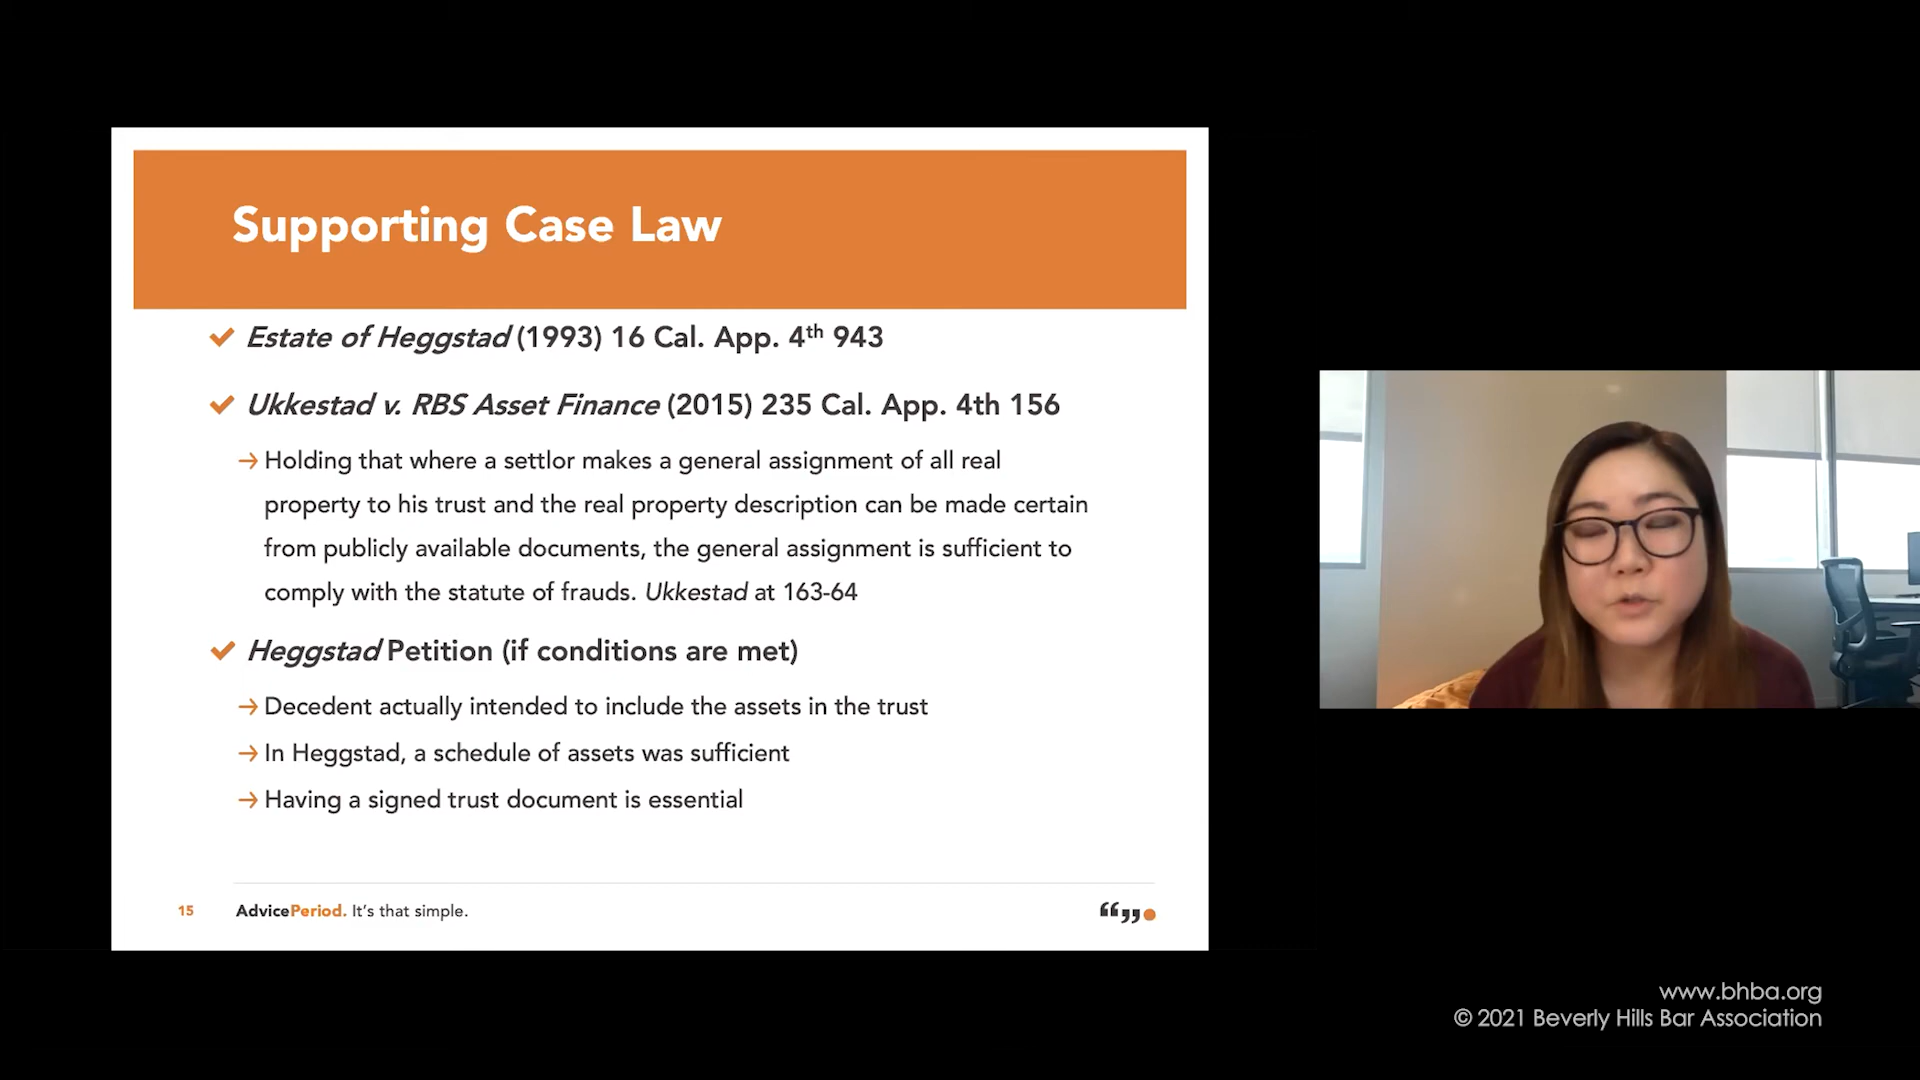 Supporting Case Law
Estate of Heggstad (1993) 16 Cal. App. 4th 943
Ukkestad v. RBS Asset Finance (2015) 235 Cal. App. 4th 156
Holding that where a settlor makes a general assignment of all real
property to his trust and the real property description can be made certain
from publicly available documents, the general assignment is sufficient to
comply with the statute of frauds. Ukkestad at 163-64
Heggstad Petition (if conditions are met)
Decedent actually intended to include the assets in the trust
In Heggstad, a schedule of assets was sufficient
Having a signed trust document is essential
15 AdvicePeriod. It's that simple.
www.bhba.org
© 2021 Beverly Hills Bar Association